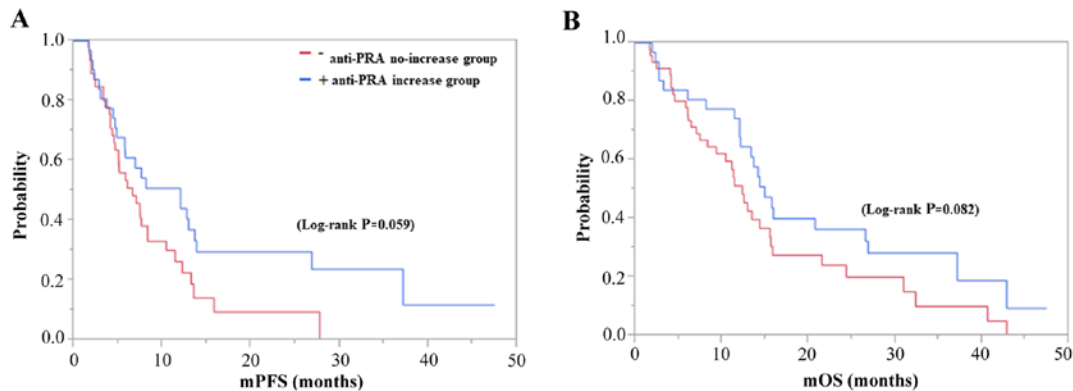 A
B
1.0
0.8
0.6
0.4
0.2
0.0
Probability
- anti-PRA no-increase group
+ anti-PRA increase group
(Log-rank P=0.059)
0 10 20 30 40 50
mPFS (months)
1.0
0.8
0.6
0.4
0.2
0.0
Probability
(Log-rank P=0.082)
0 10 20 30 40 50
mOS (months)